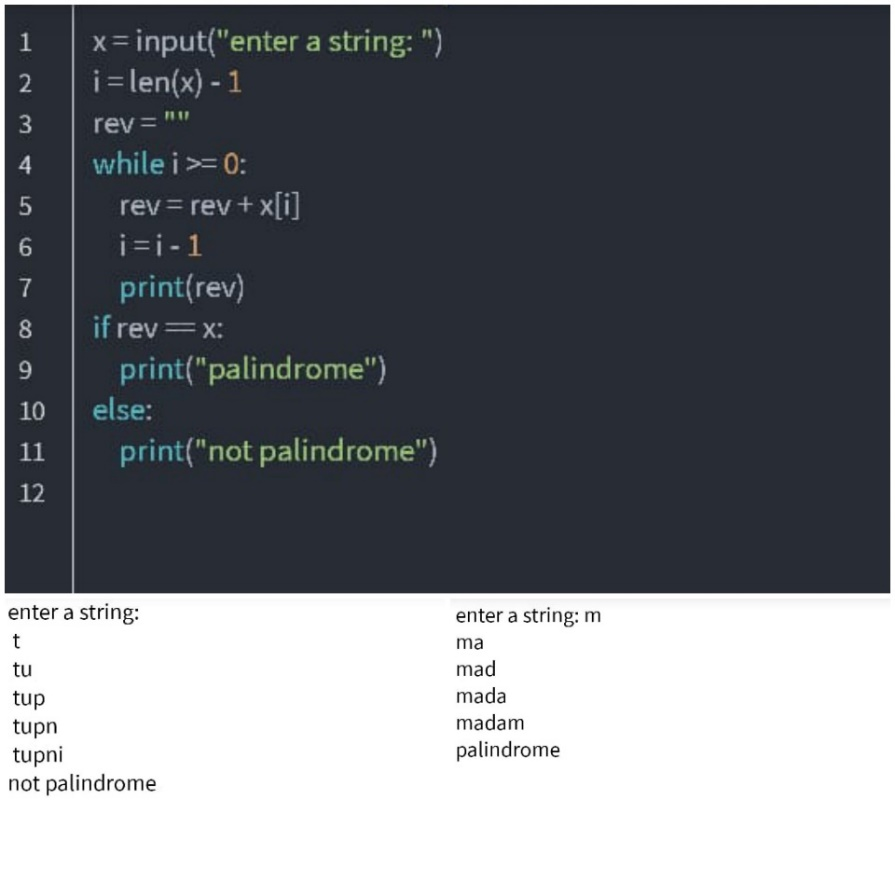 1 x = input("enter a string: ")
2 i = len(x) - 1
3 rev = ""
4 while i >= 0:
5 rev = rev + x[i]
6 i = i - 1
7 print(rev)
8 if rev == x:
9 print("palindrome")
10 else:
11 print("not palindrome")
12
enter a string:
t
tu
tup
tupn
tupni
not palindrome
enter a string: m
ma
mad
mada
madam
palindrome